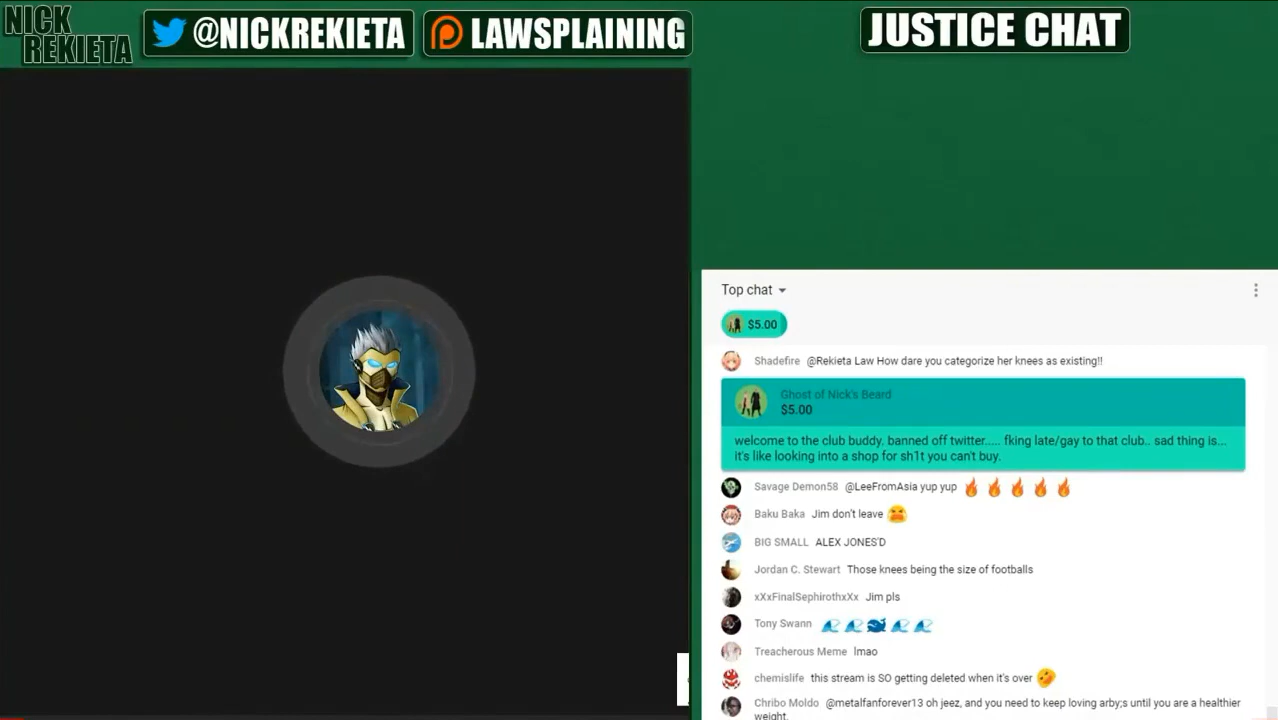 NICK
REKIETA
@NICKREKIETA
LAWSPLAINING
JUSTICE CHAT
Top chat
$5.00
Shadefire @Rekieta Law How dare you categorize her knees as existing!!
Ghost of Nick's Beard
$5.00
welcome to the club buddy. banned off twitter..... fking late/gay to that club.. sad thing is...
it's like looking into a shop for sh1t you can't buy.
Savage Demon58 @LeeFromAsia yup yup 🔥 🔥 🔥 🔥 🔥
Baku Baka Jim don't leave 😫
BIG SMALL ALEX JONES'D
Jordan C. Stewart Those knees being the size of footballs
xXxFinalSephirothxXx Jim pls
Tony Swann 🌊 🌊 🐳 🌊 🌊
Treacherous Meme lmao
chemislife this stream is SO getting deleted when it's over 🤣
Chribo Moldo @metalfanforever13 oh jeez, and you need to keep loving arby;s until you are a healthier
weight.